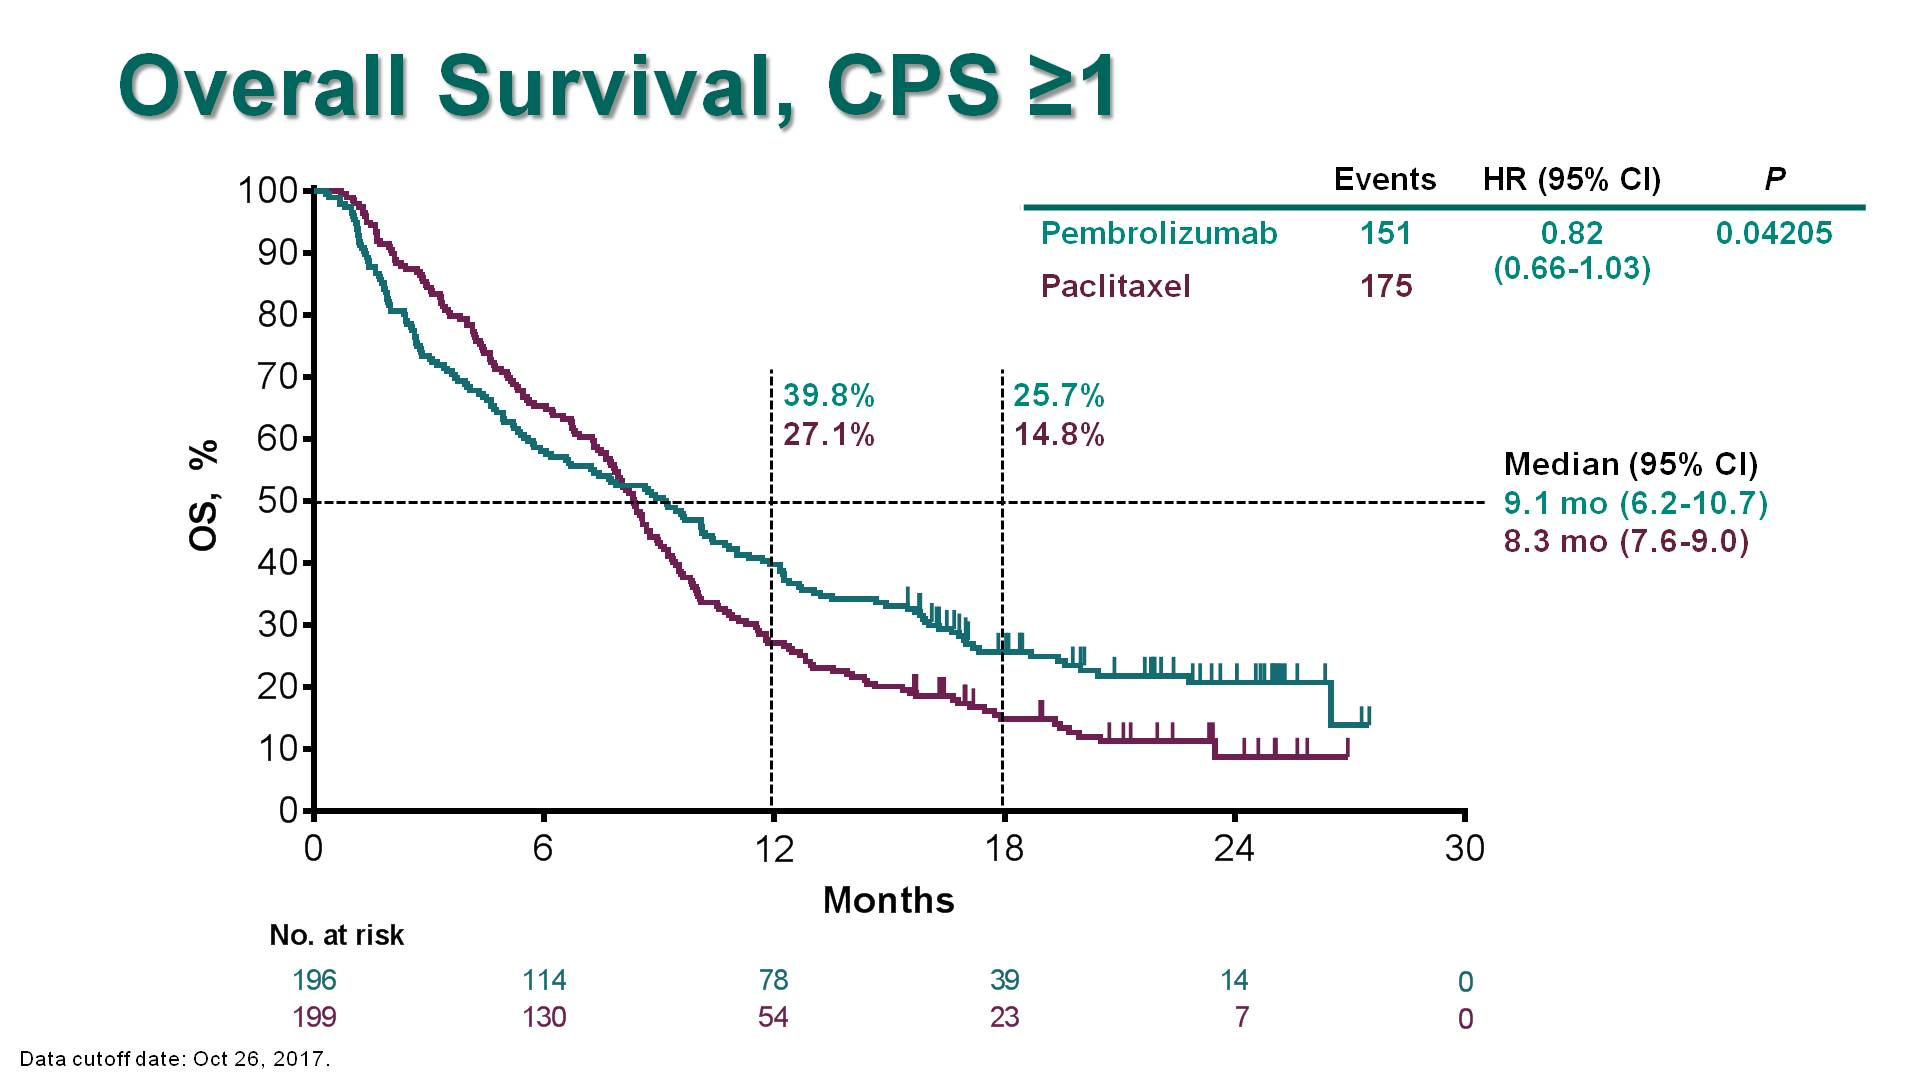 Overall Survival, CPS ≥1
Events HR (95% CI) P
Pembrolizumab 151 0.82 0.04205
(0.66-1.03)
Paclitaxel 175
100
90
80
70
60
50
40
30
20
10
0
OS, %
39.8% 25.7%
27.1% 14.8%
Median (95% CI)
9.1 mo (6.2-10.7)
8.3 mo (7.6-9.0)
0 6 12 18 24 30
Months
No. at risk
196 114 78 39 14 0
199 130 54 23 7 0
Data cutoff date: Oct 26, 2017.